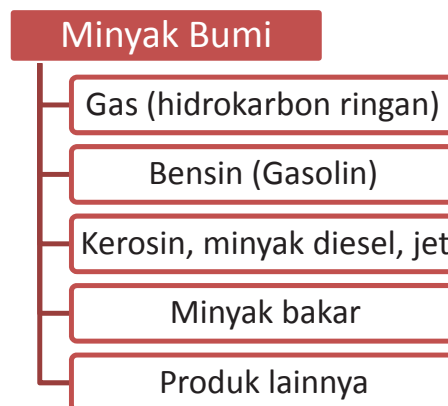 Minyak Bumi
Gas (hidrokarbon ringan)
Bensin (Gasolin)
Kerosin, minyak diesel, jet
Minyak bakar
Produk lainnya